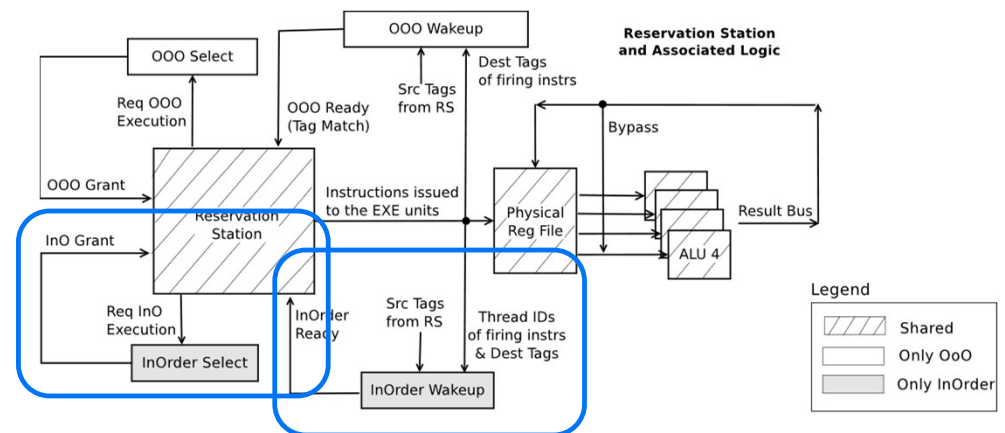 OOO Wakeup
Reservation Station
and Associated Logic
OOO Select
Dest Tags
of firing instrs
Src Tags
from RS
Req OOO
Execution
OOO Ready
(Tag Match)
Bypass
OOO Grant
Instructions issued
to the EXE units
Reservation
Station
Physical
Reg File
Result Bus
InO Grant
ALU 4
Legend
Req InO
Execution
InOrder
Ready
Src Tags
from RS
Thread IDs
of firing instrs
& Dest Tags
Shared
Only OoO
InOrder Select
InOrder Wakeup
Only InOrder